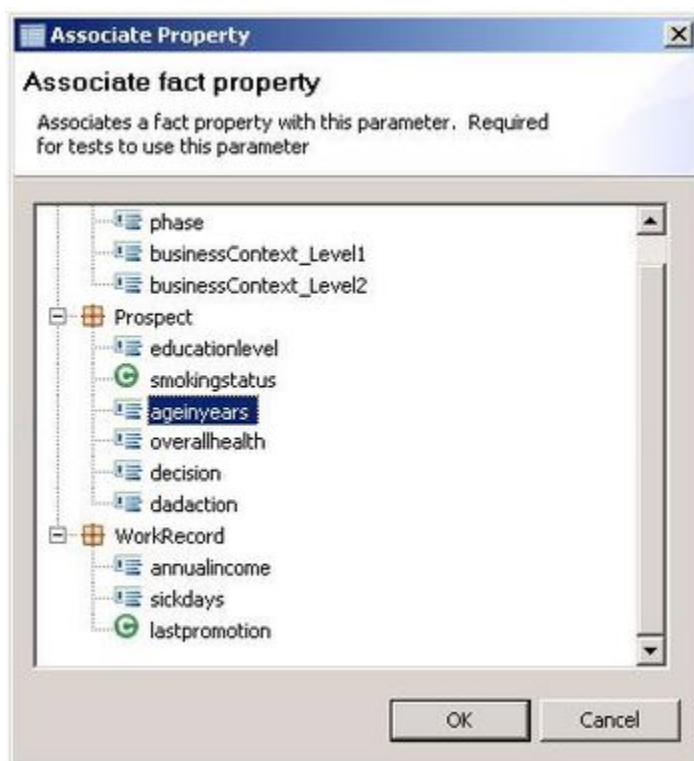 Associate Property
Associate fact property
Associates a fact property with this parameter. Required
for tests to use this parameter
phase
businessContext_Level1
businessContext_Level2
Prospect
educationlevel
smokingstatus
ageinyears
overallhealth
decision
dadaction
WorkRecord
annualincome
sickdays
lastpromotion
OK
Cancel